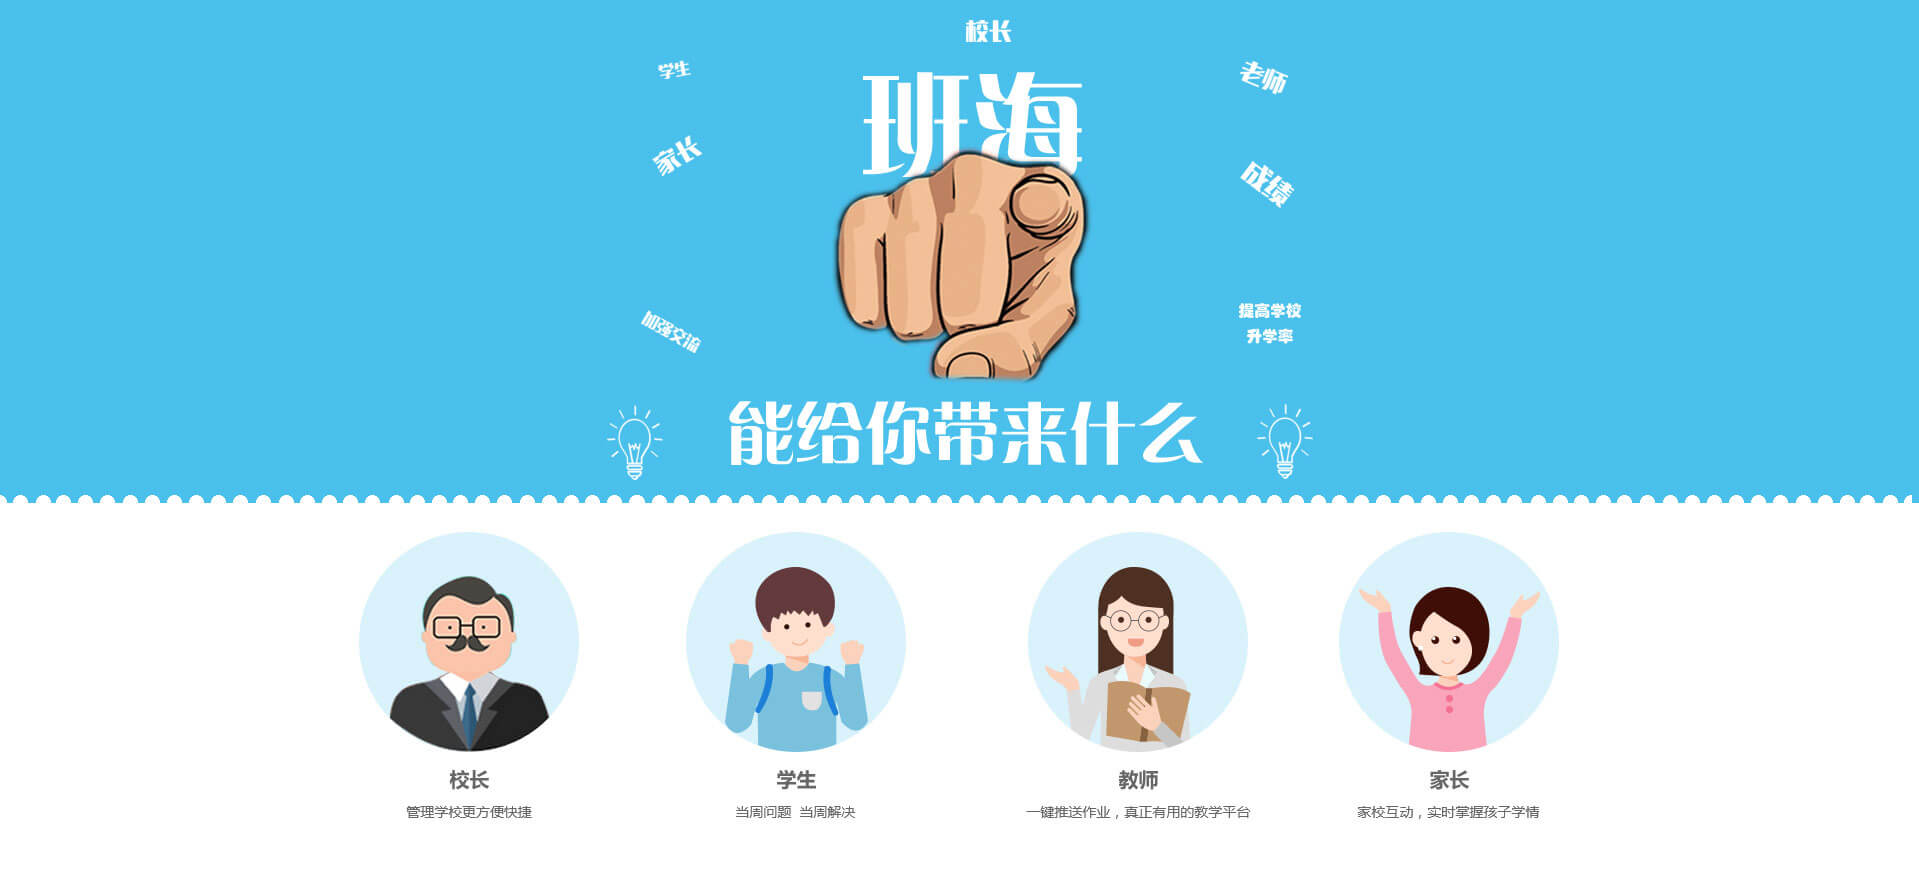 校长
学生
老师
班海
家长
成绩
加强交流
提高学校
升学率
能给你带来什么
校长
管理学校更方便快捷
学生
当周问题 当周解决
教师
一键推送作业，真正有用的教学平台
家长
家校互动，实时掌握孩子学情